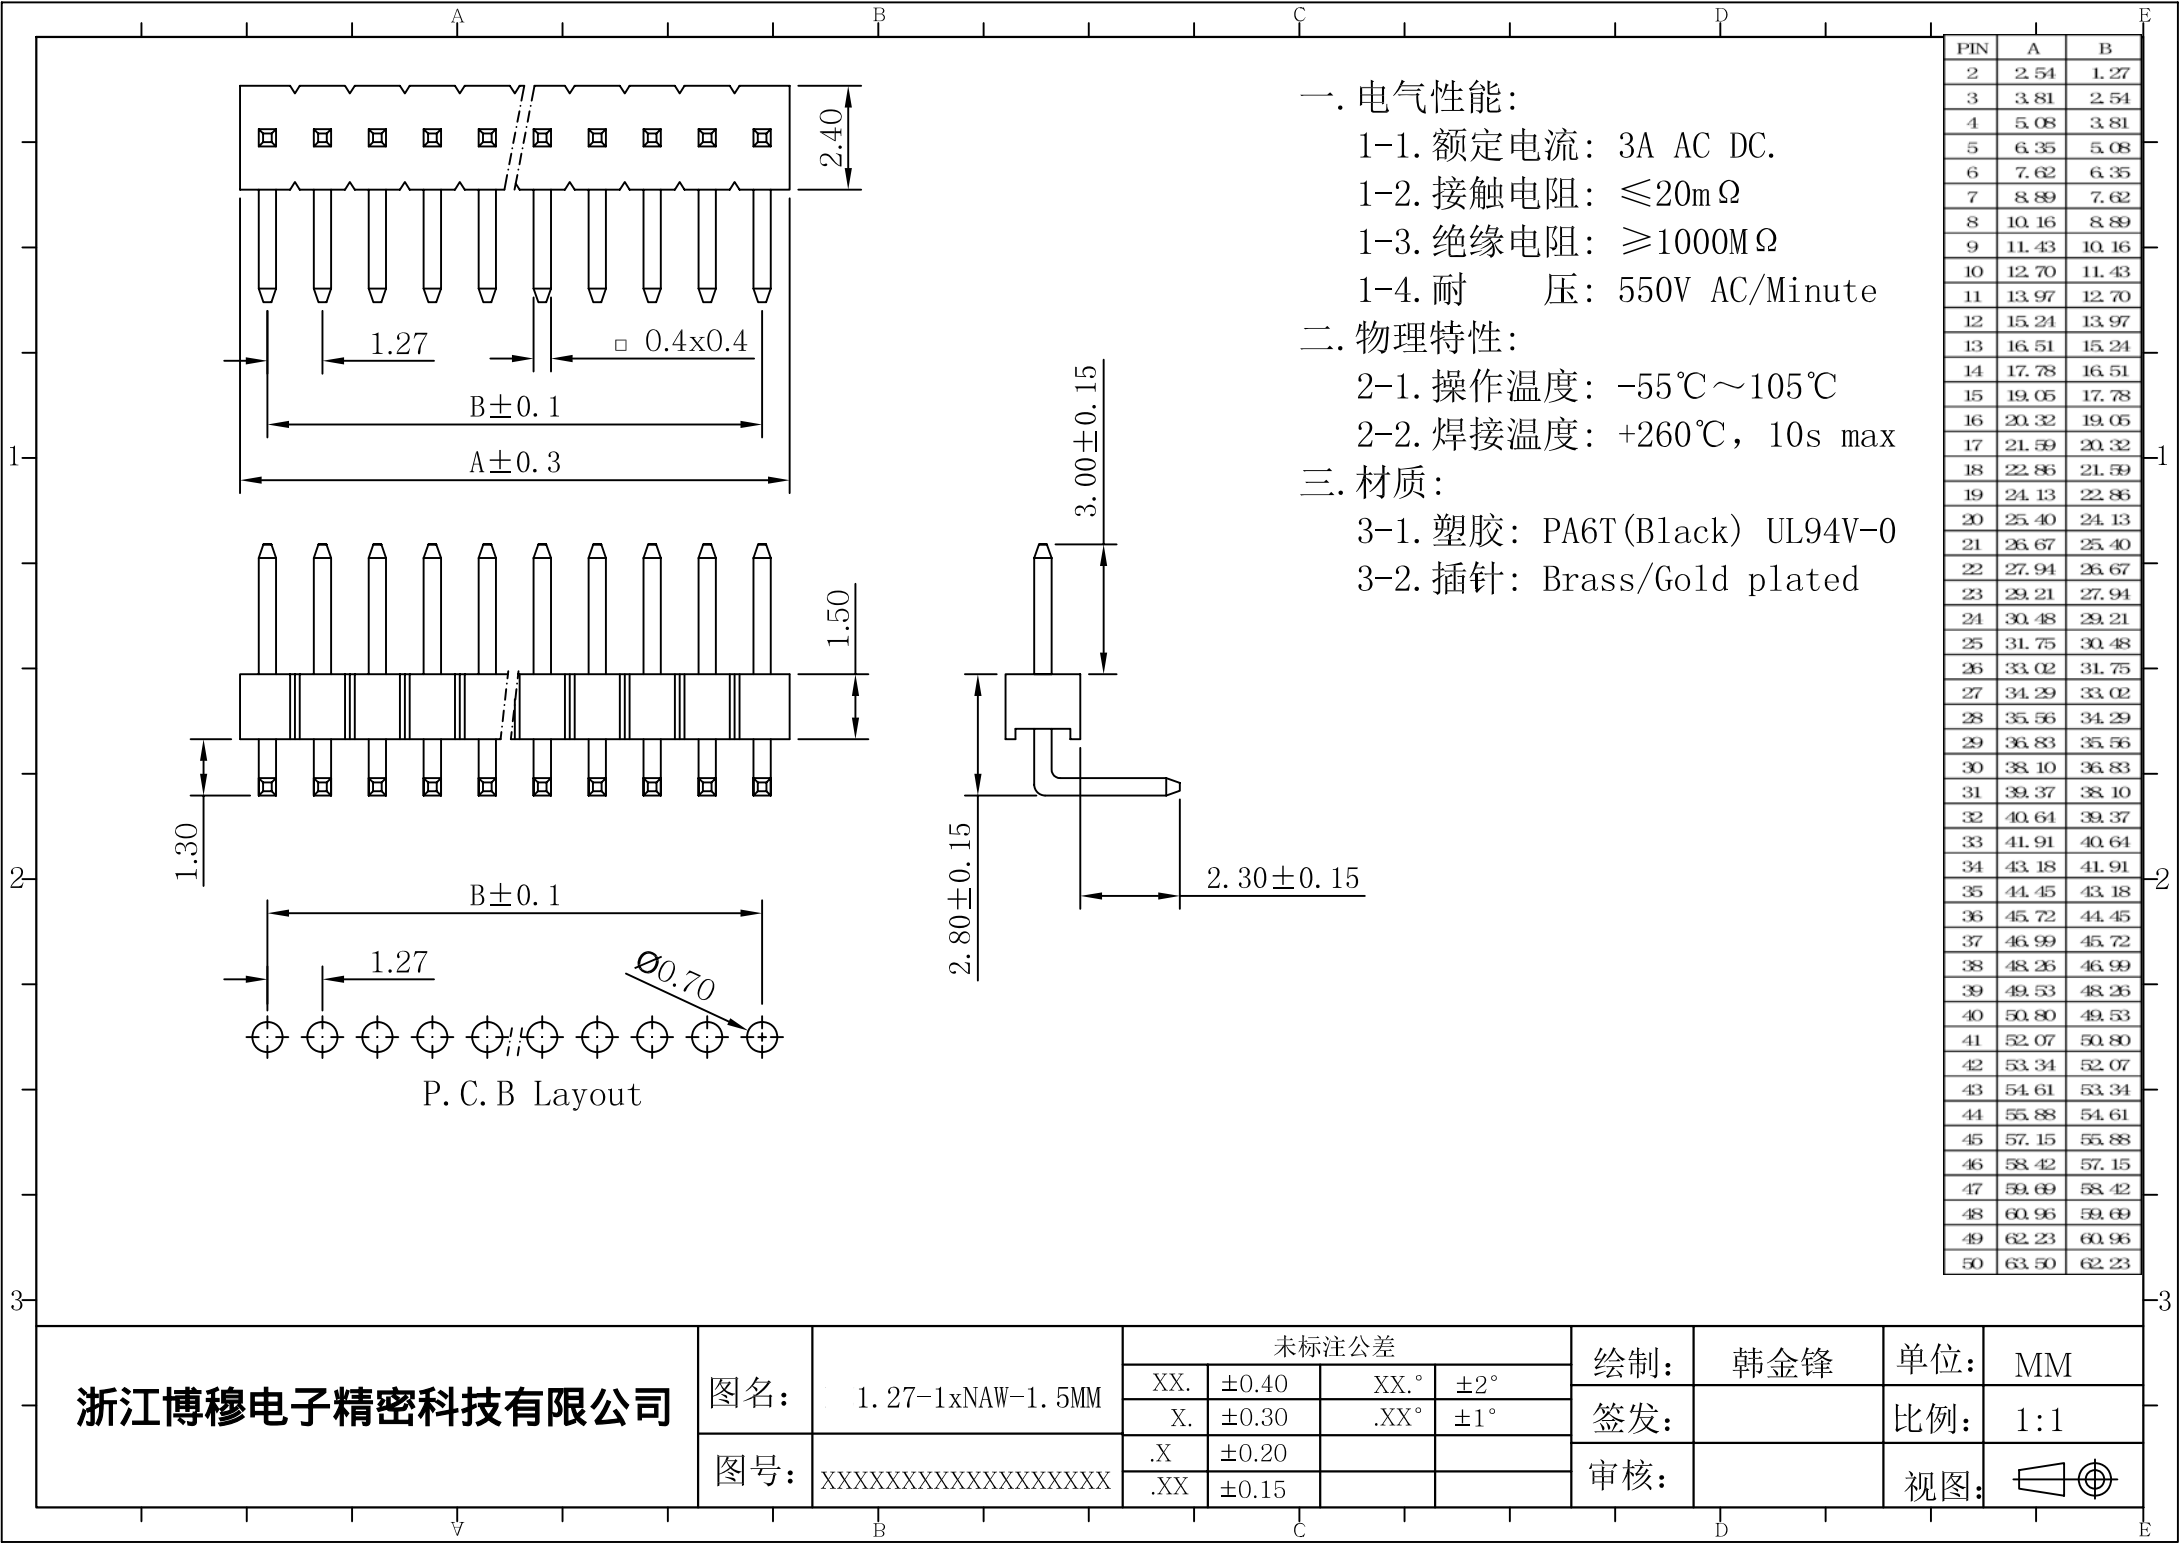 A B C D E
2.40
1.27
□ 0.4x0.4
B±0.1
A±0.3
3.00±0.15
1.50
1.30
2.80±0.15
2.30±0.15
B±0.1
1.27
Ø0.70
P.C.B Layout
一.电气性能:
1-1.额定电流: 3A AC DC.
1-2.接触电阻: ≤20mΩ
1-3.绝缘电阻: ≥1000MΩ
1-4.耐 压: 550V AC/Minute
二.物理特性:
2-1.操作温度: -55℃～105℃
2-2.焊接温度: +260℃, 10s max
三.材质:
3-1.塑胶: PA6T(Black) UL94V-0
3-2.插针: Brass/Gold plated
PIN A B
2 2.54 1.27
3 3.81 2.54
4 5.08 3.81
5 6.35 5.08
6 7.62 6.35
7 8.89 7.62
8 10.16 8.89
9 11.43 10.16
10 12.70 11.43
11 13.97 12.70
12 15.24 13.97
13 16.51 15.24
14 17.78 16.51
15 19.05 17.78
16 20.32 19.05
17 21.59 20.32
18 22.86 21.59
19 24.13 22.86
20 25.40 24.13
21 26.67 25.40
22 27.94 26.67
23 29.21 27.94
24 30.48 29.21
25 31.75 30.48
26 33.02 31.75
27 34.29 33.02
28 35.56 34.29
29 36.83 35.56
30 38.10 36.83
31 39.37 38.10
32 40.64 39.37
33 41.91 40.64
34 43.18 41.91
35 44.45 43.18
36 45.72 44.45
37 46.99 45.72
38 48.26 46.99
39 49.53 48.26
40 50.80 49.53
41 52.07 50.80
42 53.34 52.07
43 54.61 53.34
44 55.88 54.61
45 57.15 55.88
46 58.42 57.15
47 59.69 58.42
48 60.96 59.69
49 62.23 60.96
50 63.50 62.23
1 1
2 2
3 3
浙江博穆电子精密科技有限公司
图名: 1.27-1xNAW-1.5MM
图号: XXXXXXXXXXXXXXXXXX
未标注公差
XX. ±0.40 XX.° ±2°
X. ±0.30 .XX° ±1°
.X ±0.20
.XX ±0.15
绘制: 韩金锋 单位: MM
签发: 比例: 1:1
审核: 视图:
A B C D E